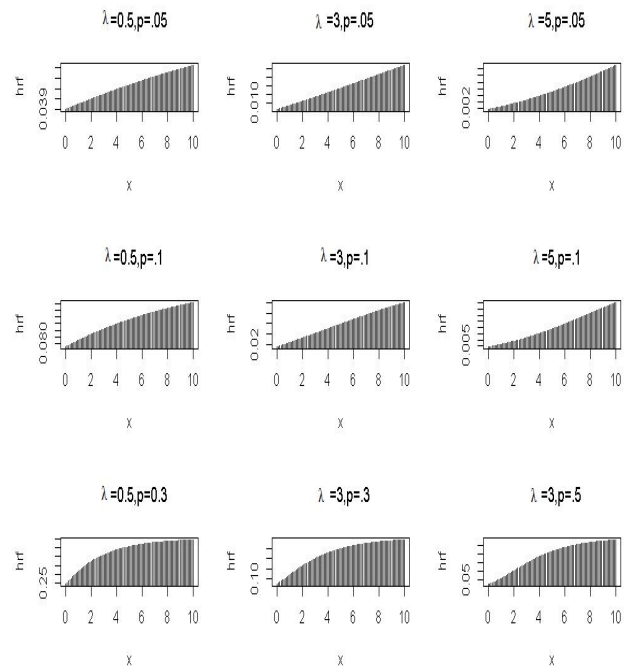 λ=0.5,p=.05
hrf
0.039
0 2 4 6 8 10
x
λ =3,p=.05
hrf
0.010
0 2 4 6 8 10
x
λ=5,p=.05
hrf
0.002
0 2 4 6 8 10
x
λ=0.5,p=.1
hrf
0.080
0 2 4 6 8 10
x
λ =3,p=.1
hrf
0.02
0 2 4 6 8 10
x
λ=5,p=.1
hrf
0.005
0 2 4 6 8 10
x
λ=0.5,p=0.3
hrf
0.25
0 2 4 6 8 10
x
λ =3,p=.3
hrf
0.10
0 2 4 6 8 10
x
λ =3,p=.5
hrf
0.05
0 2 4 6 8 10
x